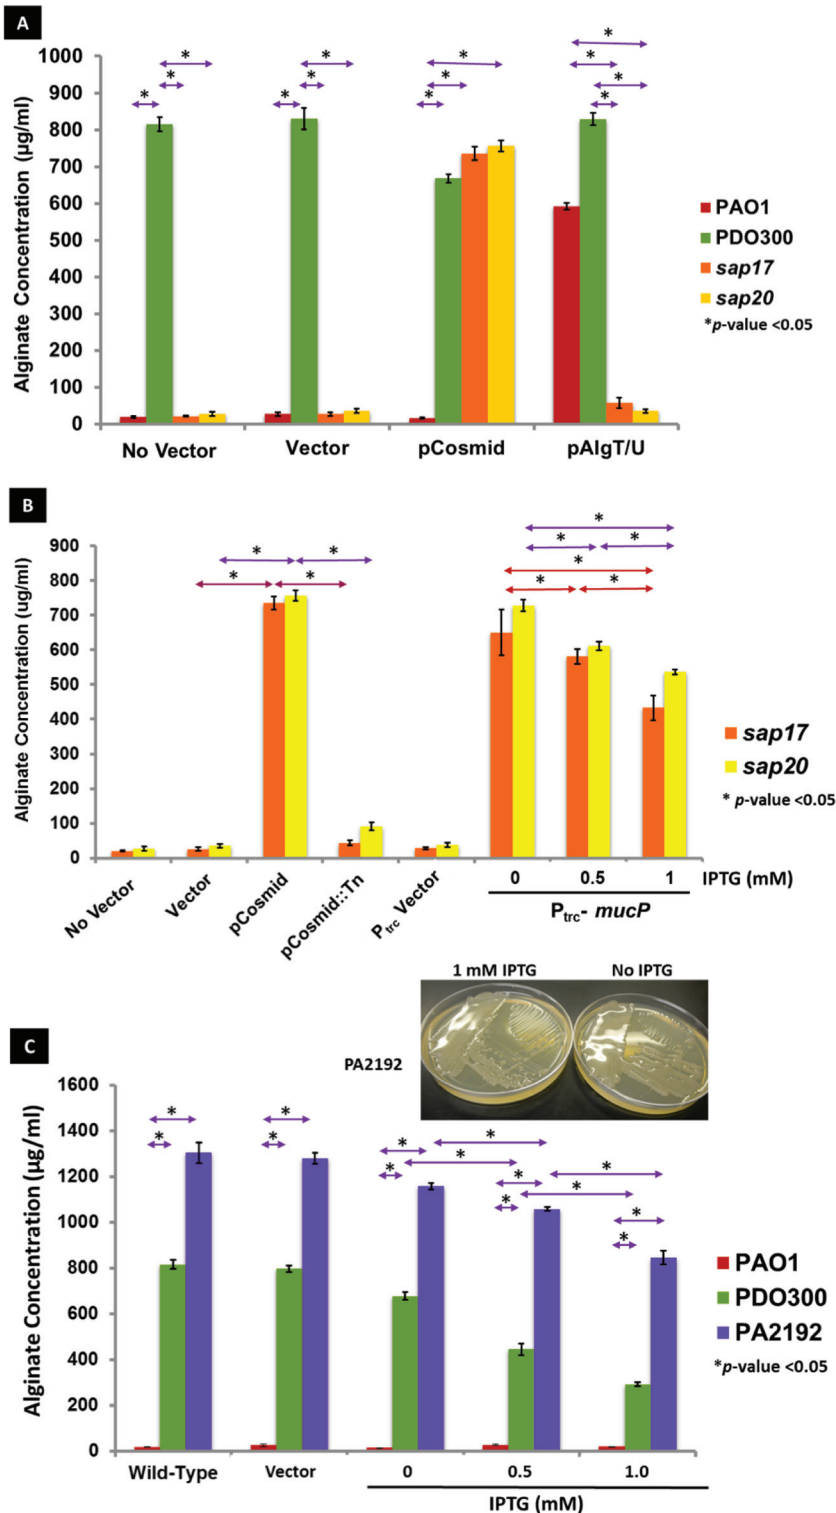 A
Alginate Concentration (µg/ml)
1000
900
800
700
600
500
400
300
200
100
0
* * *
* * *
* * *
* * * *
No Vector Vector pCosmid pAlgT/U
PAO1
PDO300
sap17
sap20
*p-value <0.05
B
Alginate Concentration (ug/ml)
900
800
700
600
500
400
300
200
100
0
* *
* *
*
* *
*
* *
No Vector
Vector
pCosmid
pCosmid::Tn
Ptrc Vector
0 0.5 1 IPTG (mM)
Ptrc- mucP
sap17
sap20
* p-value <0.05
1 mM IPTG No IPTG
PA2192
C
Alginate Concentration (µg/ml)
1600
1400
1200
1000
800
600
400
200
0
* *
* *
* * * *
* * * *
* *
Wild-Type Vector 0 0.5 1.0
IPTG (mM)
PAO1
PDO300
PA2192
*p-value <0.05